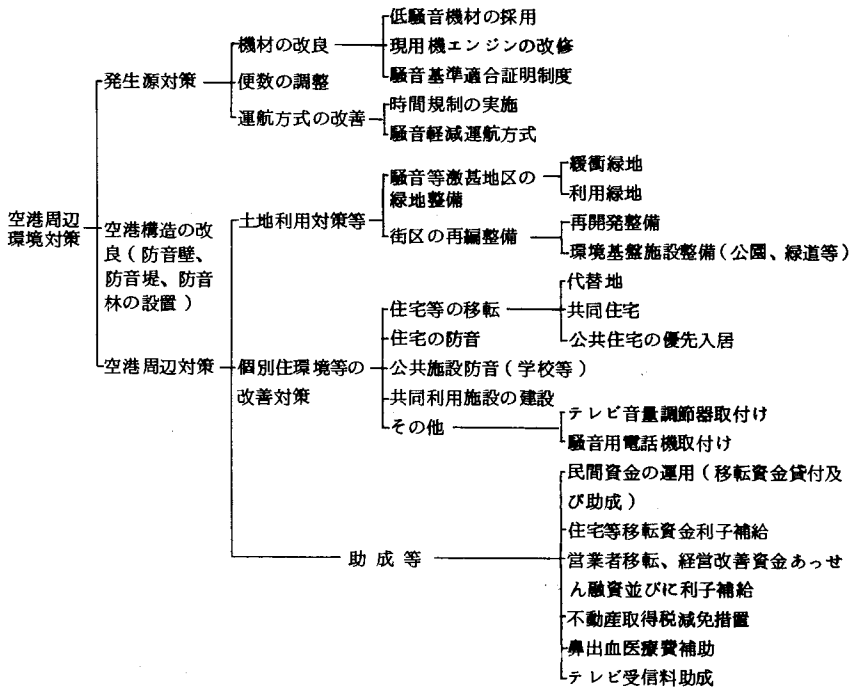 空港周辺
環境対策
発生源対策
機材の改良
低騒音機材の採用
現用機エンジンの改修
騒音基準適合証明制度
便数の調整
運航方式の改善
時間規制の実施
騒音軽減運航方式
空港構造の改
良(防音壁、
防音堤、防音
林の設置)
空港周辺対策
土地利用対策等
騒音等激甚地区の
緑地整備
緩衝緑地
利用緑地
街区の再編整備
再開発整備
環境基盤施設整備(公園、緑道等)
個別住環境等の
改善対策
住宅等の移転
代替地
共同住宅
公共住宅の優先入居
住宅の防音
公共施設防音(学校等)
共同利用施設の建設
その他
テレビ音量調節器取付け
騒音用電話機取付け
助成等
民間資金の運用(移転資金貸付及
び助成)
住宅等移転資金利子補給
営業者移転、経営改善資金あっせ
ん融資並びに利子補給
不動産取得税減免措置
鼻出血医療費補助
テレビ受信料助成